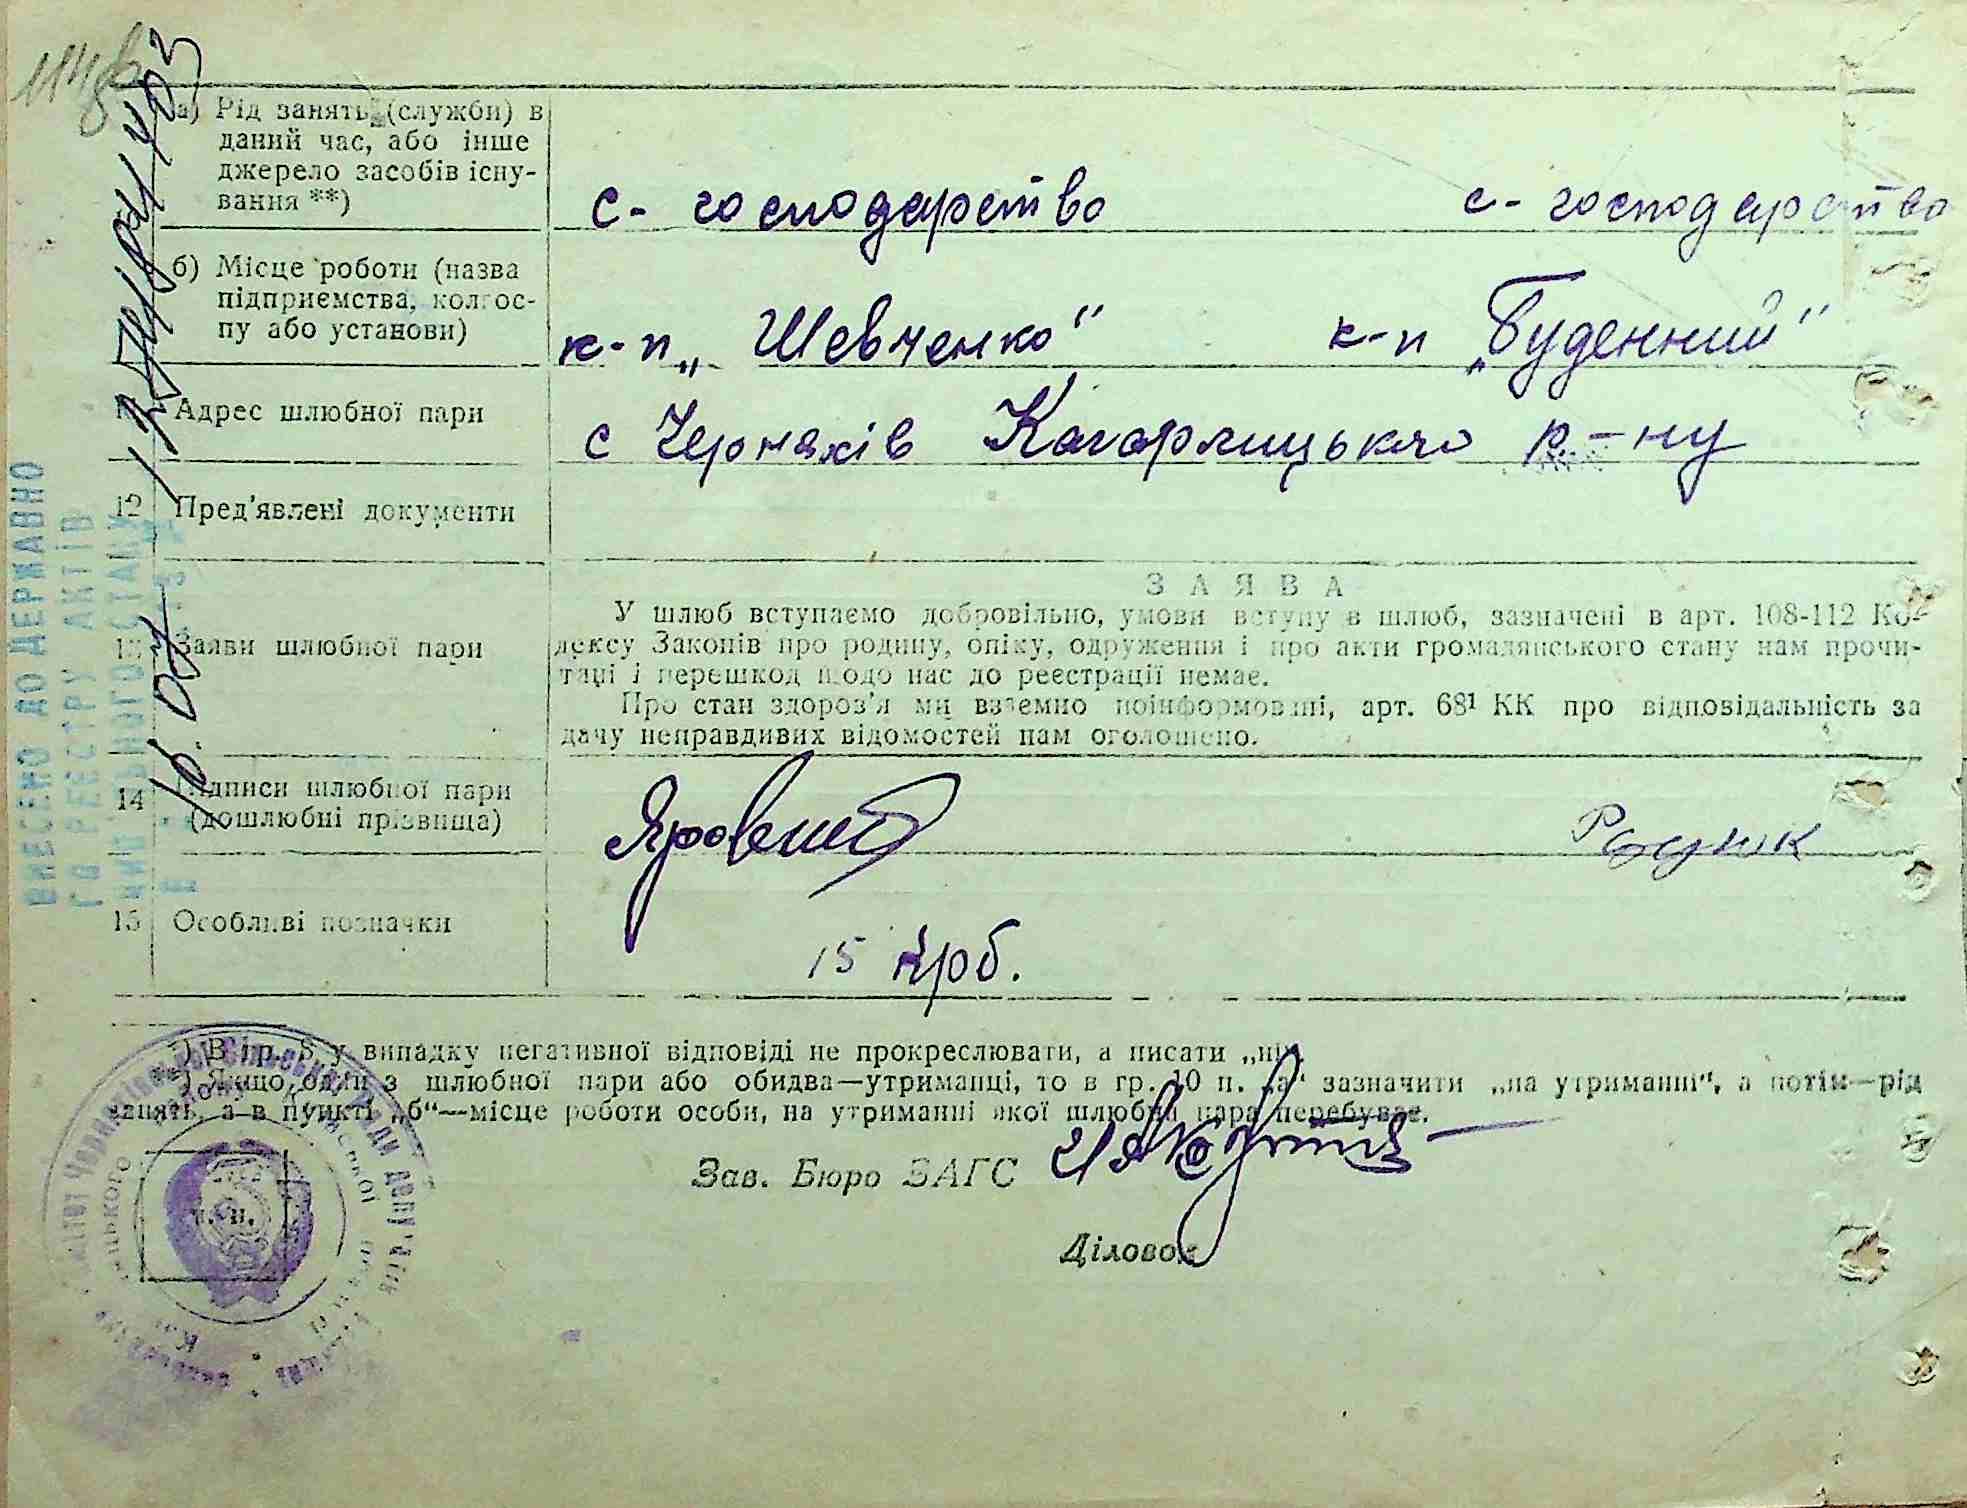 а) Рід занять (служби) в
даний час, або інше
джерело засобів існу-
вання **)
с- господарство с- господарство
б) Місце роботи (назва
підприємства, колгос-
пу або установи)
к-п „Шевченко" к-п „Буденний"
Адрес шлюбної пари
с Черняхів Кагарлицького р-ну
12 Пред'явлені документи
13 Заяви шлюбної пари
ЗАЯВА
У шлюб вступаємо добровільно, умови вступу в шлюб, зазначені в арт. 108-112 Ко-
дексу Законів про родину, опіку, одруження і про акти громадянського стану нам прочи-
тані і перешкод щодо нас до реєстрації немає.
Про стан здоров'я ми взаємно поінформовані, арт. 68¹ КК про відповідальність за
дачу неправдивих відомостей нам оголошено.
14 Підписи шлюбної пари
(дошлюбні прізвища)
15 Особливі позначки
15 крб.
*) В гр. 8 у випадку негативної відповіді не прокреслювати, а писати „ні".
**) Якщо один з шлюбної пари або обидва—утриманці, то в гр. 10 п. „а" зазначити „на утриманні", а потім—рід
занять, а в пункті „б"—місце роботи особи, на утриманні якої шлюбна пара перебуває.
Зав. Бюро ЗАГС
Діловод
м. п.
ВНЕСЕНО ДО ДЕРЖАВНО
ГО РЕЄСТРУ АКТІВ